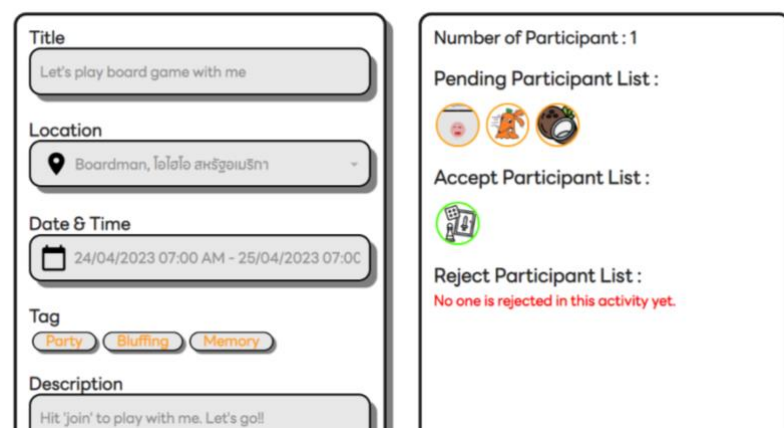 Title
Let's play board game with me
Location
Boardman, โอไฮโอ สหรัฐอเมริกา
Date & Time
24/04/2023 07:00 AM - 25/04/2023 07:00
Tag
Party Bluffing Memory
Description
Hit 'join' to play with me. Let's go!!
Number of Participant : 1
Pending Participant List :
Accept Participant List :
Reject Participant List :
No one is rejected in this activity yet.